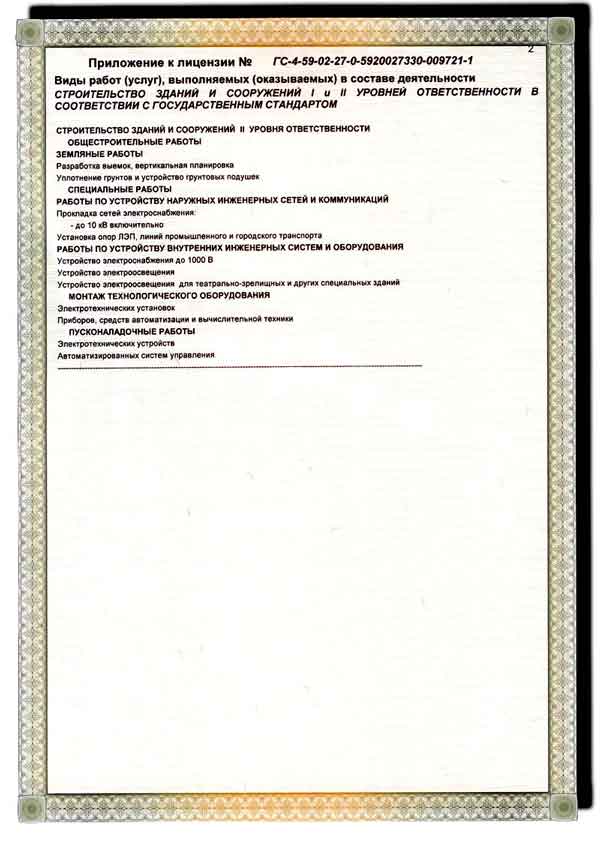 2
Приложение к лицензии № ГС-4-59-02-27-0-5920027330-009721-1
Виды работ (услуг), выполняемых (оказываемых) в составе деятельности
СТРОИТЕЛЬСТВО ЗДАНИЙ И СООРУЖЕНИЙ I и II УРОВНЕЙ ОТВЕТСТВЕННОСТИ В
СООТВЕТСТВИИ С ГОСУДАРСТВЕННЫМ СТАНДАРТОМ
СТРОИТЕЛЬСТВО ЗДАНИЙ И СООРУЖЕНИЙ II УРОВНЯ ОТВЕТСТВЕННОСТИ
ОБЩЕСТРОИТЕЛЬНЫЕ РАБОТЫ
ЗЕМЛЯНЫЕ РАБОТЫ
Разработка выемок, вертикальная планировка
Уплотнение грунтов и устройство грунтовых подушек
СПЕЦИАЛЬНЫЕ РАБОТЫ
РАБОТЫ ПО УСТРОЙСТВУ НАРУЖНЫХ ИНЖЕНЕРНЫХ СЕТЕЙ И КОММУНИКАЦИЙ
Прокладка сетей электроснабжения:
- до 10 кВ включительно
Установка опор ЛЭП, линий промышленного и городского транспорта
РАБОТЫ ПО УСТРОЙСТВУ ВНУТРЕННИХ ИНЖЕНЕРНЫХ СИСТЕМ И ОБОРУДОВАНИЯ
Устройство электроснабжения до 1000 В
Устройство электроосвещения
Устройство электроосвещения для театрально-зрелищных и других специальных зданий
МОНТАЖ ТЕХНОЛОГИЧЕСКОГО ОБОРУДОВАНИЯ
Электротехнических установок
Приборов, средств автоматизации и вычислительной техники
ПУСКОНАЛАДОЧНЫЕ РАБОТЫ
Электротехнических устройств
Автоматизированных систем управления